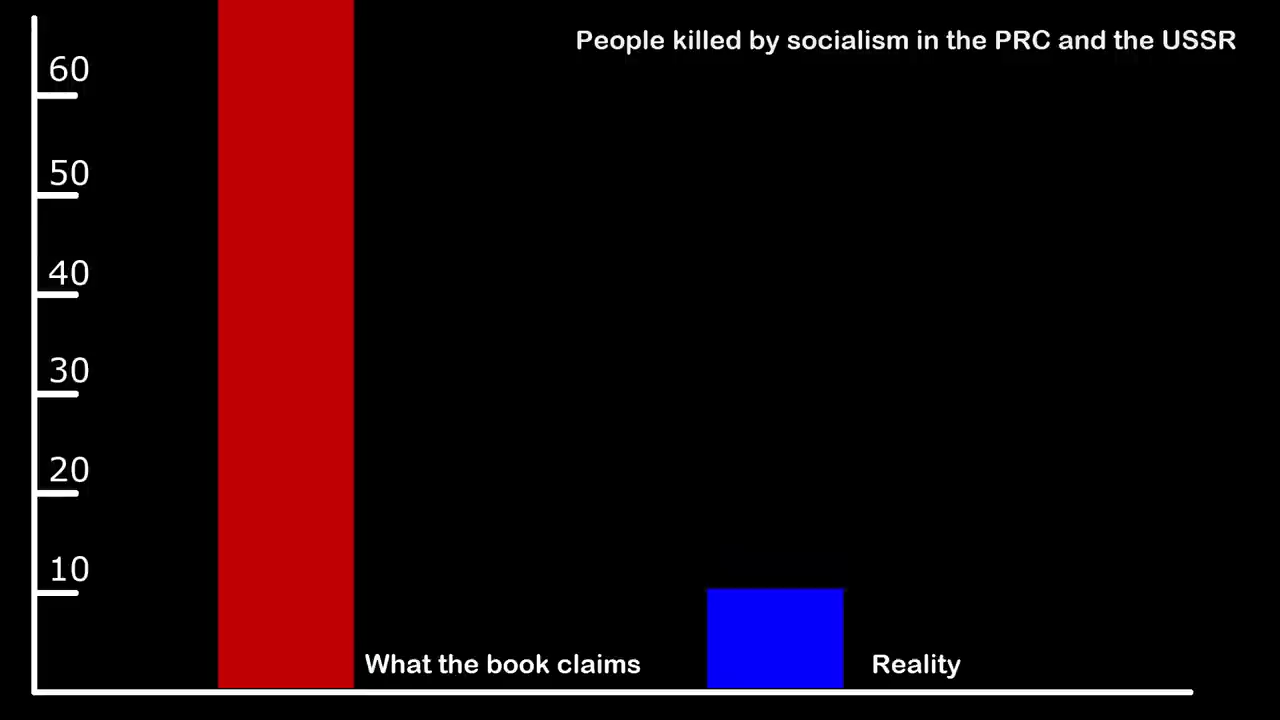 People killed by socialism in the PRC and the USSR
60
50
40
30
20
10
What the book claims
Reality